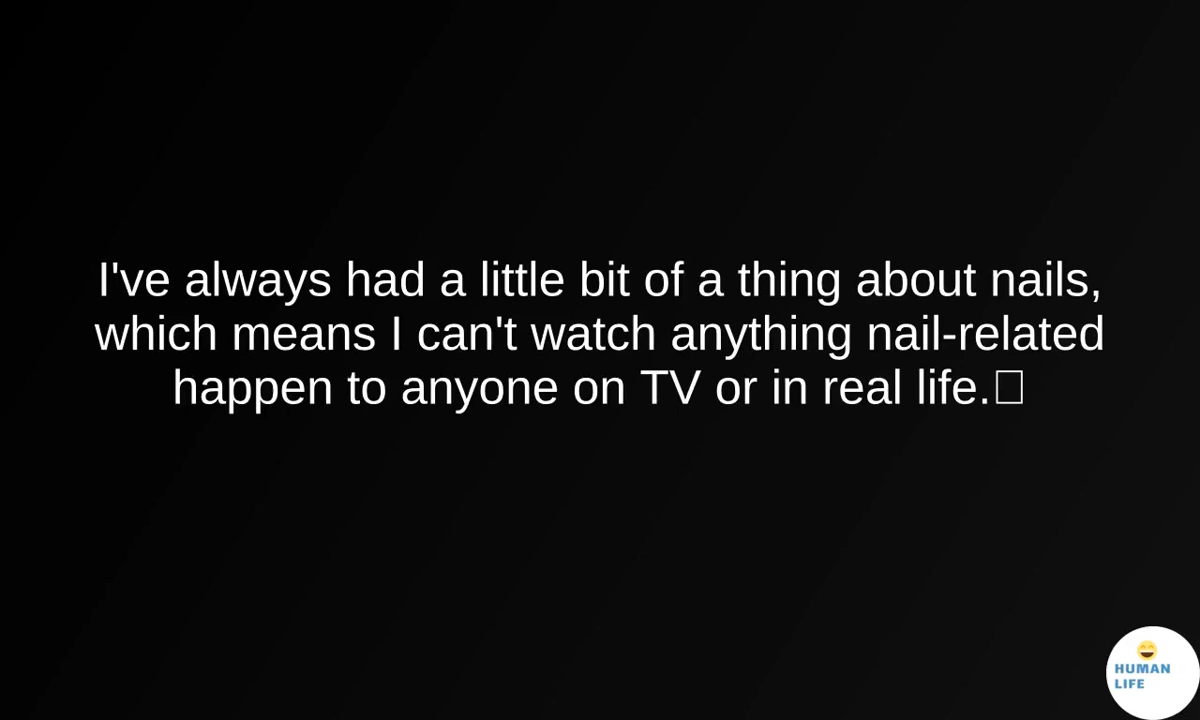 I've always had a little bit of a thing about nails,
which means I can't watch anything nail-related
happen to anyone on TV or in real life.□
HUMAN
LIFE